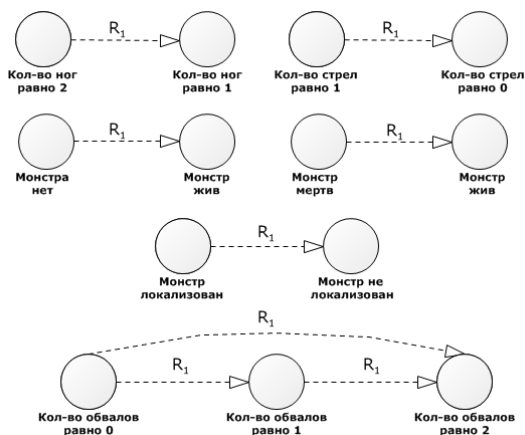 R1
R1
Кол-во ног
равно 2
Кол-во ног
равно 1
Кол-во стрел
равно 1
Кол-во стрел
равно 0
R1
R1
Монстра
нет
Монстр
жив
Монстр
мертв
Монстр
жив
R1
Монстр
локализован
Монстр не
локализован
R1
R1
R1
Кол-во обвалов
равно 0
Кол-во обвалов
равно 1
Кол-во обвалов
равно 2